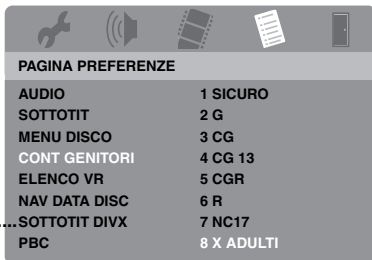 PAGINA PREFERENZE
AUDIO 1 SICURO
SOTTOTIT 2 G
MENU DISCO 3 CG
CONT GENITORI 4 CG 13
ELENCO VR 5 CGR
NAV DATA DISC 6 R
....SOTTOTIT DIVX 7 NC17
PBC 8 X ADULTI